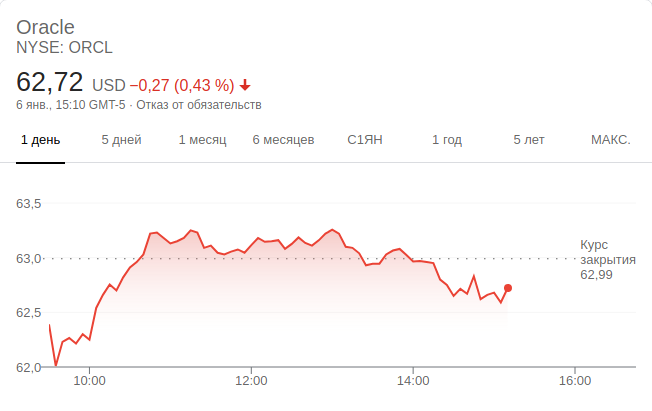 Oracle
NYSE: ORCL
62,72 USD −0,27 (0,43 %)
6 янв., 15:10 GMT-5 · Отказ от обязательств
1 день 5 дней 1 месяц 6 месяцев С1ЯН 1 год 5 лет МАКС.
63,5
63,0
Курс
закрытия
62,99
62,5
62,0
10:00 12:00 14:00 16:00